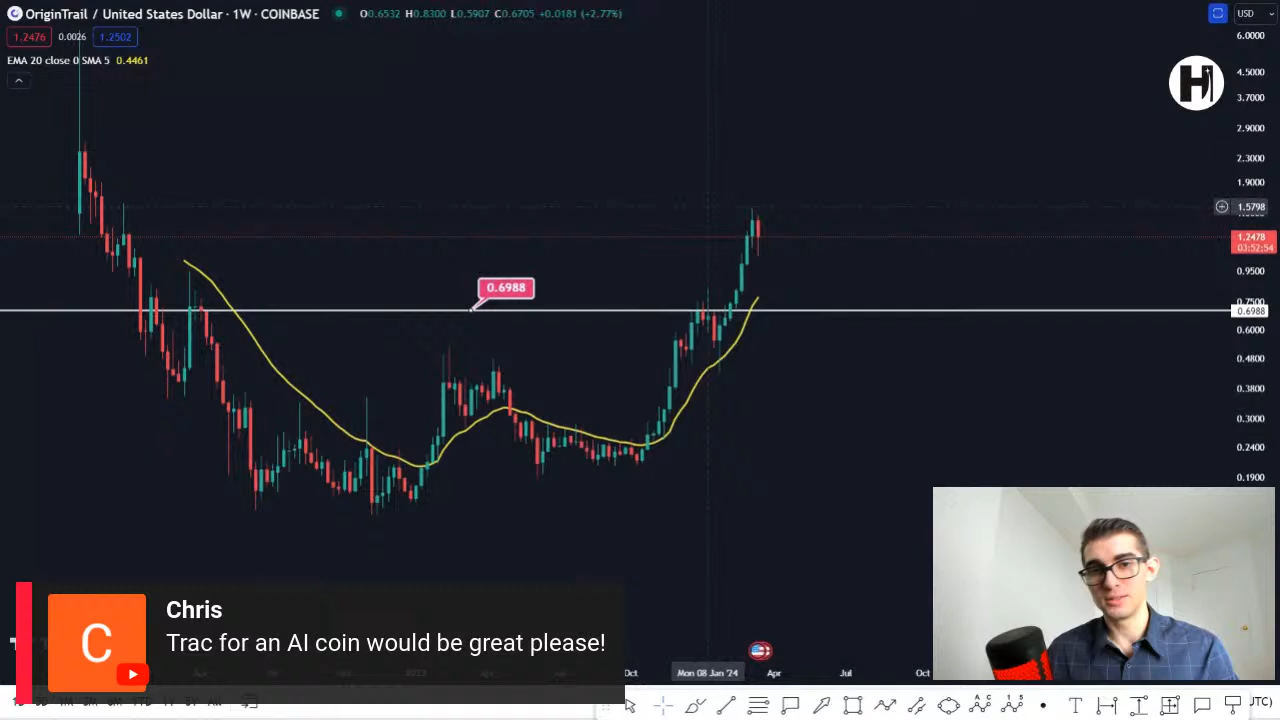 OriginTrail / United States Dollar · 1W · COINBASE O0.6532 H0.8300 L0.5907 C0.6705 +0.0181 (+2.77%) USD
1.2476 0.0026 1.2502
EMA 20 close 0 SMA 5 0.4461
6.0000
4.5000
3.7000
2.9000
2.3000
1.9000
1.5798
1.2478
03:52:54
0.9500
0.7500
0.6988
0.6988
0.6000
0.4800
0.3800
0.3000
0.2400
0.1900
H
C
Chris
Trac for an AI coin would be great please!
2023
Oct
Mon 08 Jan '24
Apr
Jul
Oct
T